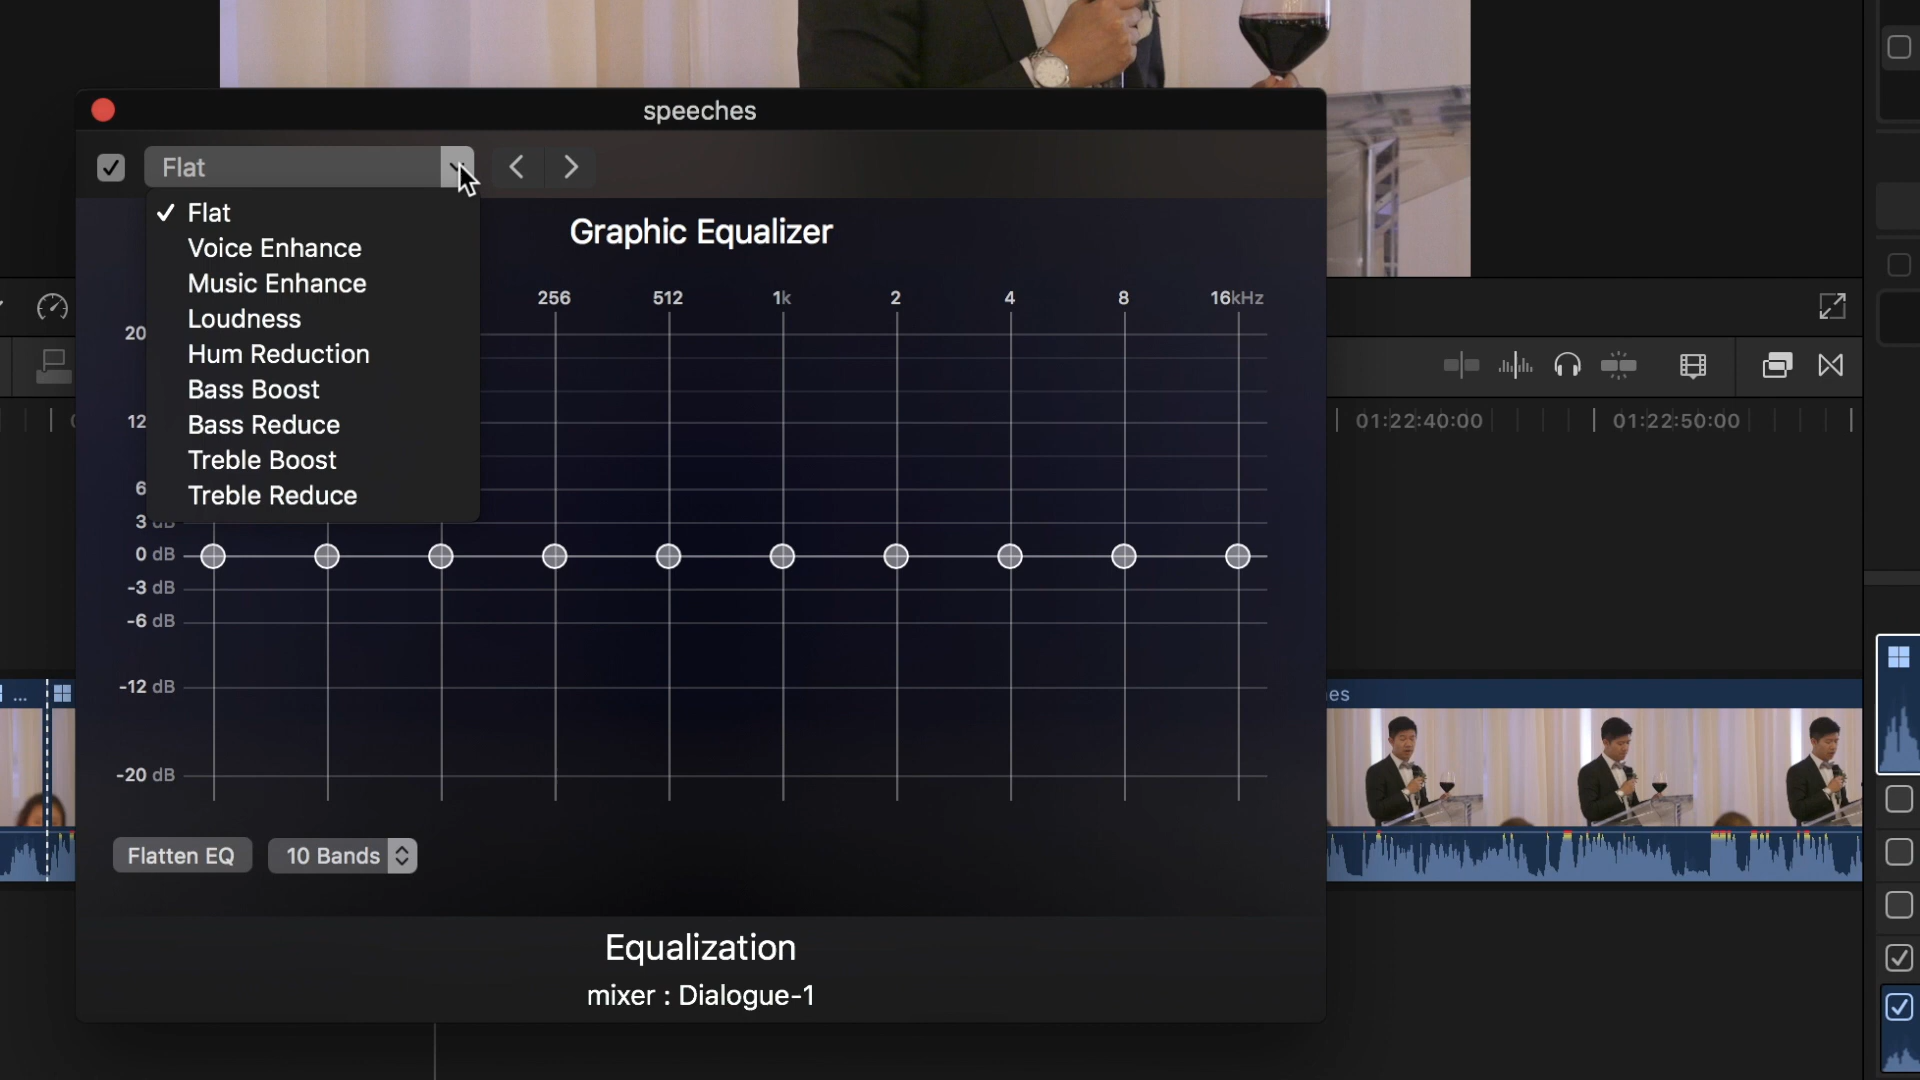 speeches
Flat
Flat
Voice Enhance
Music Enhance
Loudness
Hum Reduction
Bass Boost
Bass Reduce
Treble Boost
Treble Reduce
Graphic Equalizer
256 512 1k 2 4 8 16kHz
20
12
6
3 dB
0 dB
-3 dB
-6 dB
-12 dB
-20 dB
Flatten EQ
10 Bands
Equalization
mixer : Dialogue-1
01:22:40:00
01:22:50:00
...
es